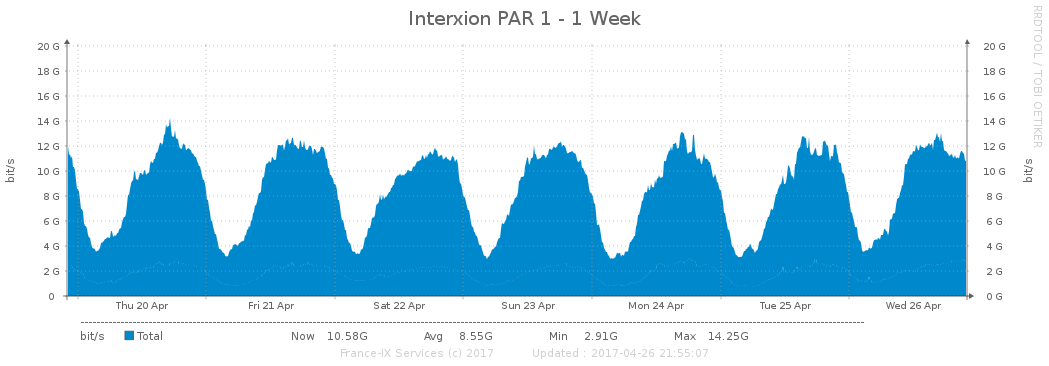 Interxion PAR 1 - 1 Week
RRDTOOL / TOBI OETIKER
20 G 20 G
18 G 18 G
16 G 16 G
14 G 14 G
12 G 12 G
10 G 10 G
8 G 8 G
6 G 6 G
4 G 4 G
2 G 2 G
0 0 G
bit/s
bit/s
Thu 20 Apr Fri 21 Apr Sat 22 Apr Sun 23 Apr Mon 24 Apr Tue 25 Apr Wed 26 Apr
bit/s Total Now 10.58G Avg 8.55G Min 2.91G Max 14.25G
France-IX Services (c) 2017 Updated : 2017-04-26 21:55:07